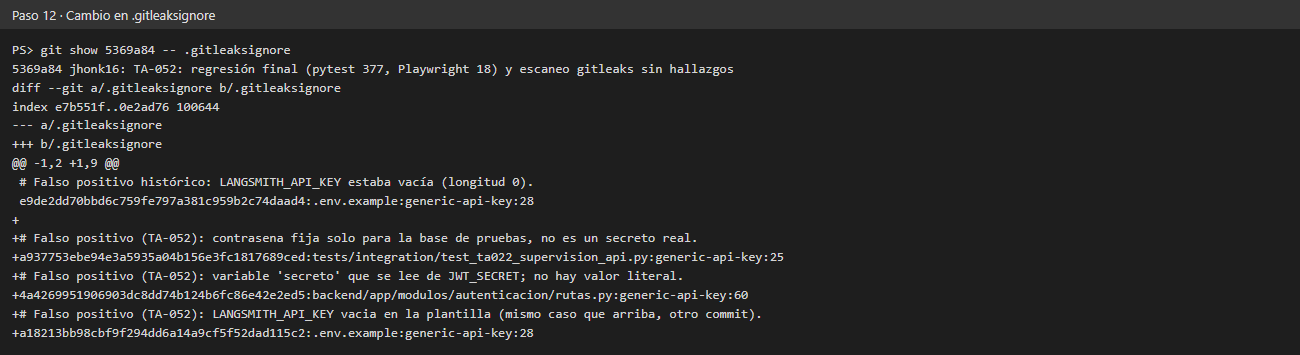 Paso 12 · Cambio en .gitleaksignore
PS> git show 5369a84 -- .gitleaksignore
5369a84 jhonk16: TA-052: regresión final (pytest 377, Playwright 18) y escaneo gitleaks sin hallazgos
diff --git a/.gitleaksignore b/.gitleaksignore
index e7b551f..0e2ad76 100644
--- a/.gitleaksignore
+++ b/.gitleaksignore
@@ -1,2 +1,9 @@
 # Falso positivo histórico: LANGSMITH_API_KEY estaba vacía (longitud 0).
 e9de2dd70bbd6c759fe797a381c959b2c74daad4:.env.example:generic-api-key:28
+
+# Falso positivo (TA-052): contrasena fija solo para la base de pruebas, no es un secreto real.
+a937753ebe94e3a5935a04b156e3fc1817689ced:tests/integration/test_ta022_supervision_api.py:generic-api-key:25
+# Falso positivo (TA-052): variable 'secreto' que se lee de JWT_SECRET; no hay valor literal.
+4a4269951906903dc8dd74b124b6fc86e42e2ed5:backend/app/modulos/autenticacion/rutas.py:generic-api-key:60
+# Falso positivo (TA-052): LANGSMITH_API_KEY vacia en la plantilla (mismo caso que arriba, otro commit).
+a18213bb98cbf9f294dd6a14a9cf5f52dad115c2:.env.example:generic-api-key:28